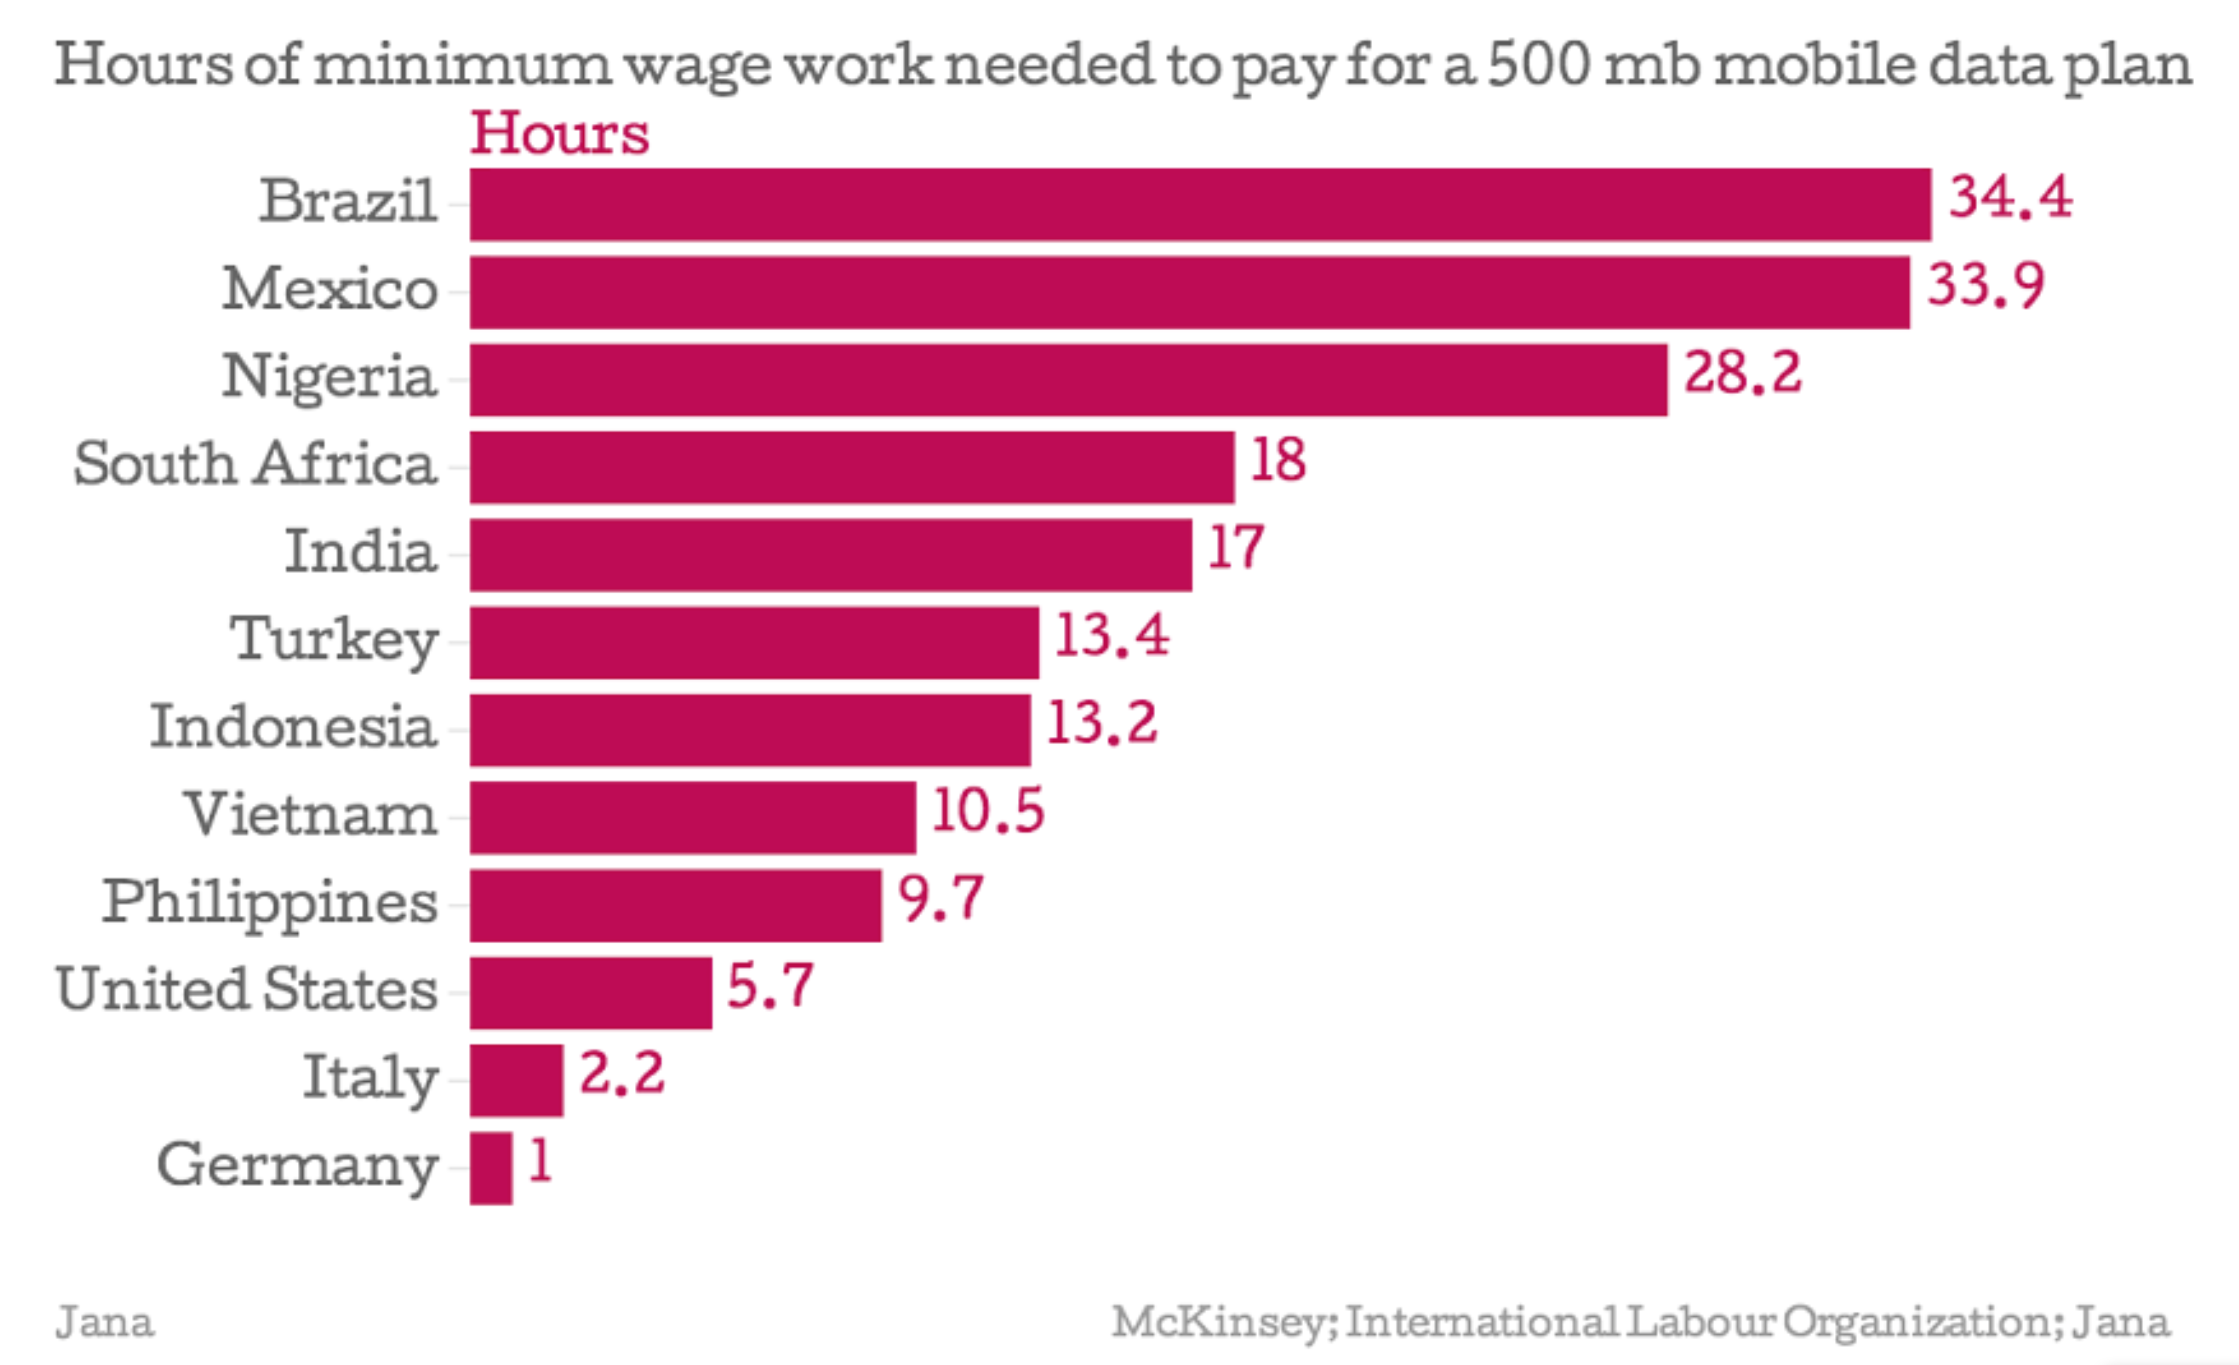 Hours of minimum wage work needed to pay for a 500 mb mobile data plan
Hours
Brazil 34.4
Mexico 33.9
Nigeria 28.2
South Africa 18
India 17
Turkey 13.4
Indonesia 13.2
Vietnam 10.5
Philippines 9.7
United States 5.7
Italy 2.2
Germany 1
Jana McKinsey; International Labour Organization; Jana